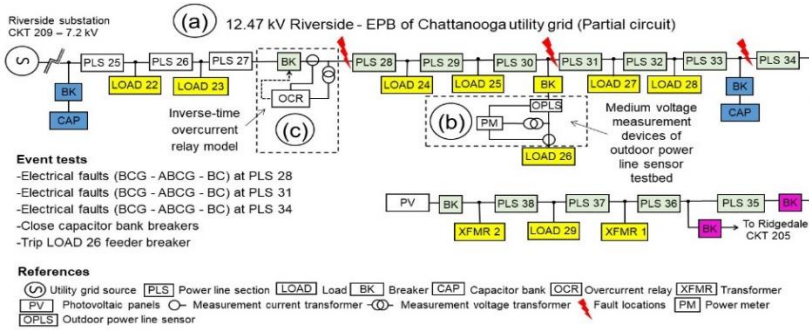 Riverside substation
CKT 209 – 7.2 kV
(a) 12.47 kV Riverside - EPB of Chattanooga utility grid (Partial circuit)
S PLS 25 PLS 26 PLS 27 BK PLS 28 PLS 29 PLS 30 PLS 31 PLS 32 PLS 33 PLS 34
BK LOAD 22 LOAD 23 OCR LOAD 24 LOAD 25 BK LOAD 27 LOAD 28 BK
CAP CAP
Inverse-time
overcurrent
relay model
(c)
(b) OPLS
PM
LOAD 26
Medium voltage
measurement
devices of
outdoor power
line sensor
testbed
Event tests
-Electrical faults (BCG - ABCG - BC) at PLS 28
-Electrical faults (BCG - ABCG - BC) at PLS 31
-Electrical faults (BCG - ABCG - BC) at PLS 34
-Close capacitor bank breakers
-Trip LOAD 26 feeder breaker
PV BK PLS 38 PLS 37 PLS 36 PLS 35 BK
XFMR 2 LOAD 29 XFMR 1 BK
To Ridgedale
CKT 205
References
S Utility grid source PLS Power line section LOAD Load BK Breaker CAP Capacitor bank OCR Overcurrent relay XFMR Transformer
PV Photovoltaic panels Measurement current transformer Measurement voltage transformer Fault locations PM Power meter
OPLS Outdoor power line sensor